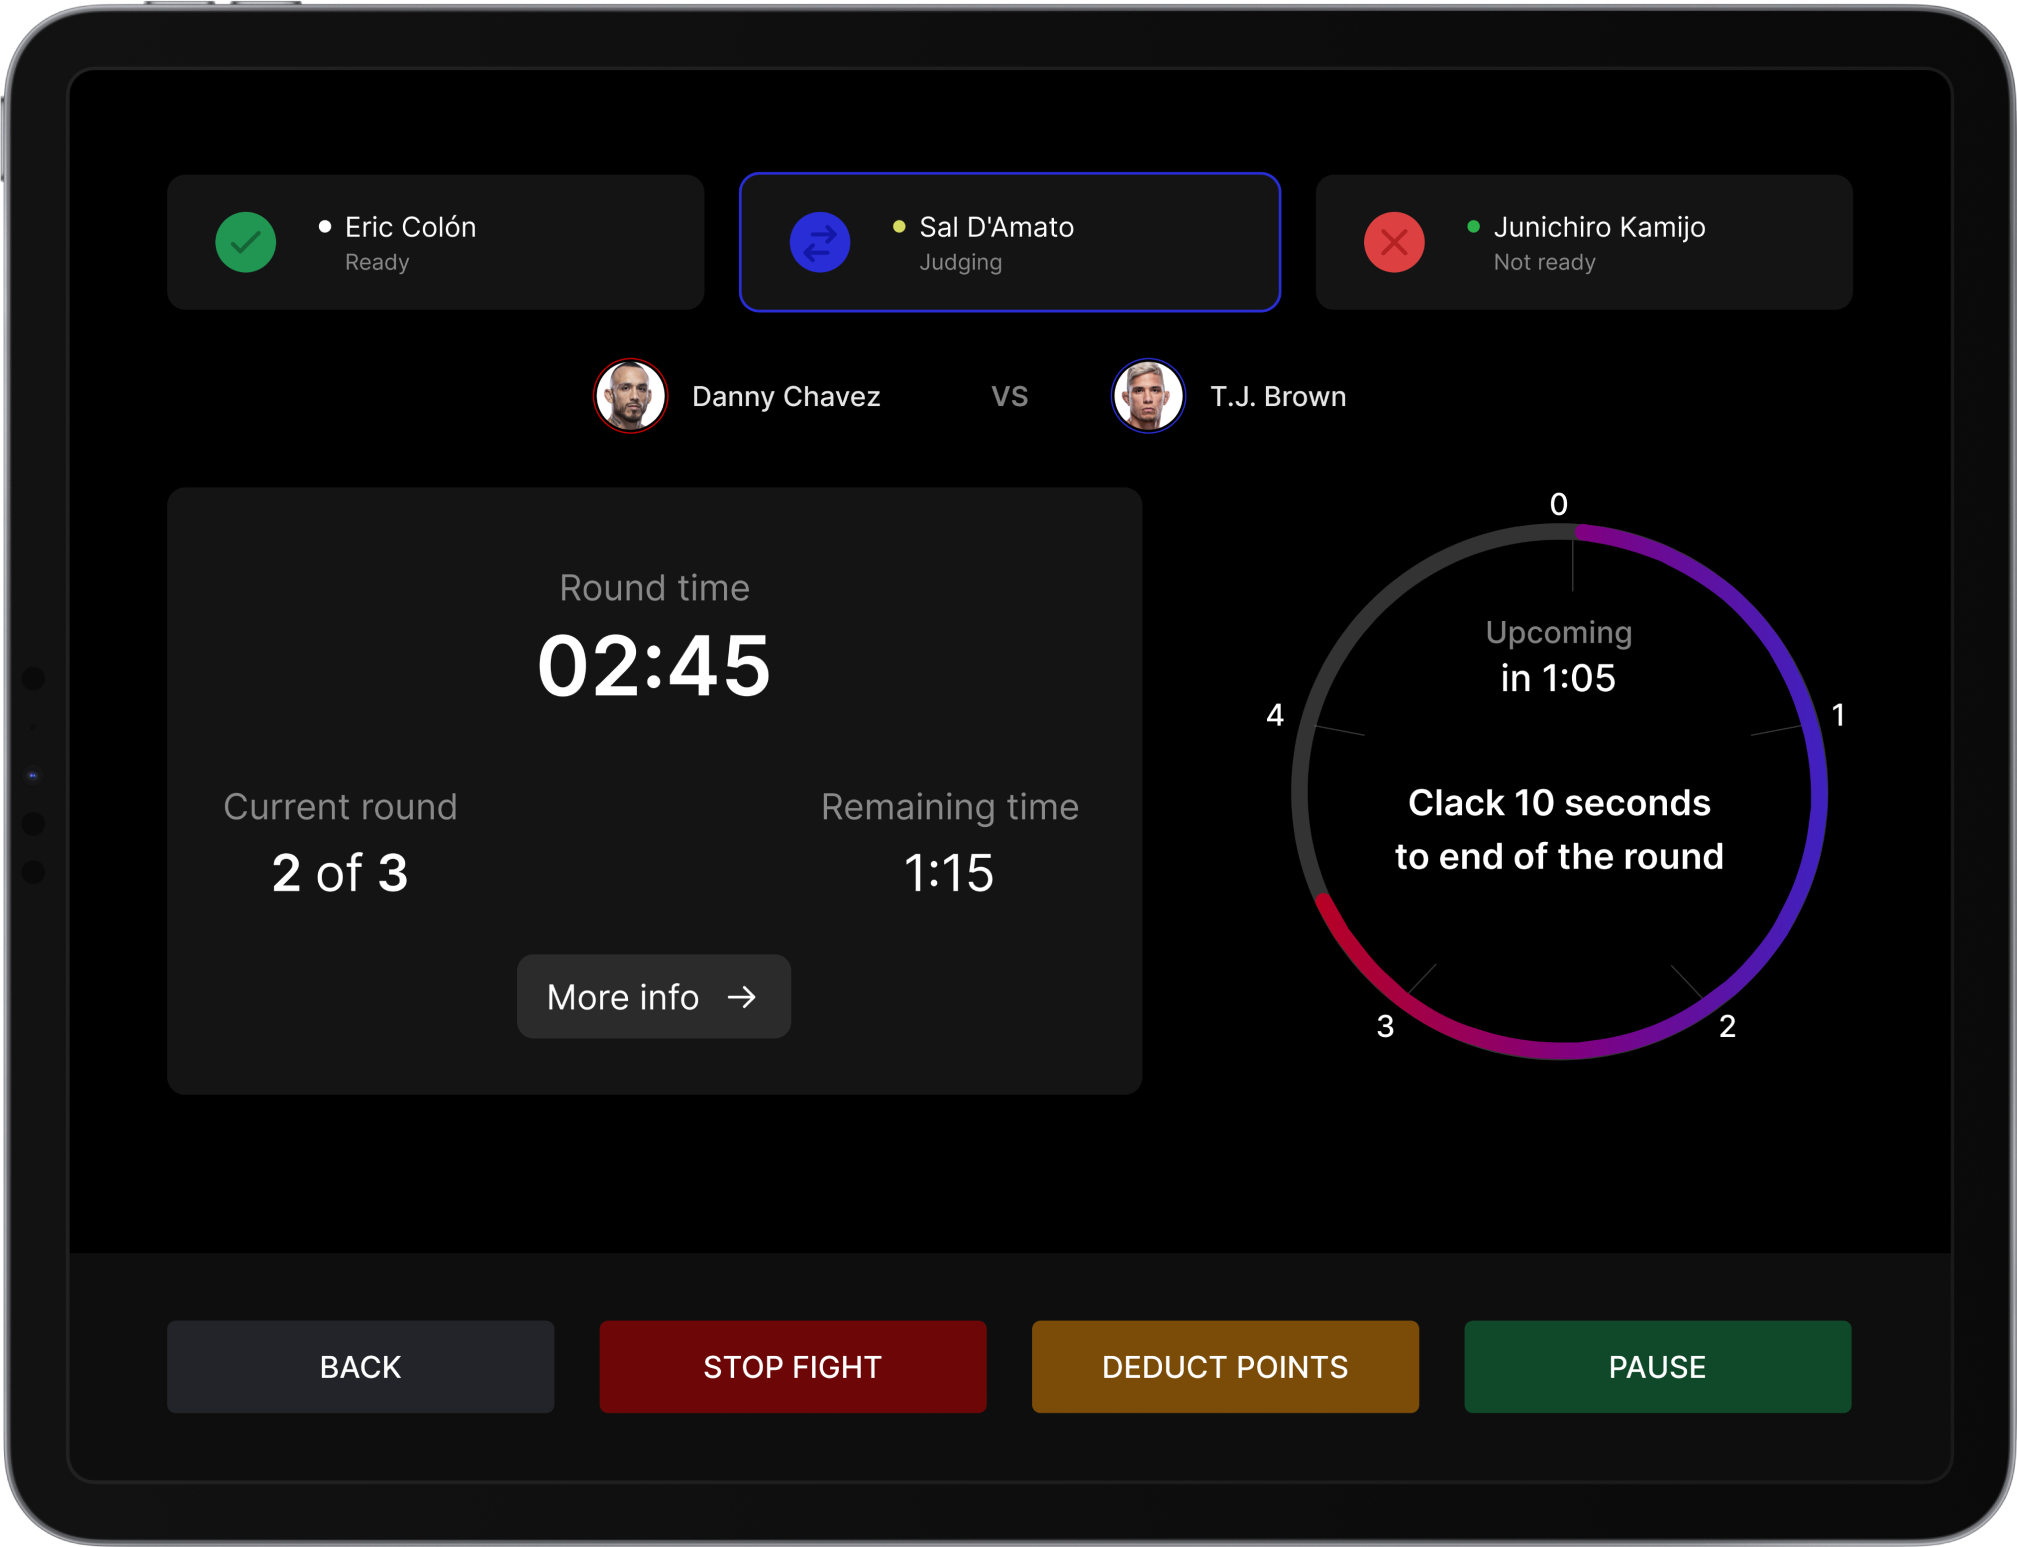 Eric Colón
Ready
Sal D'Amato
Judging
Junichiro Kamijo
Not ready
Danny Chavez
VS
T.J. Brown
Round time
02:45
Current round
2 of 3
Remaining time
1:15
More info
0
1
2
3
4
Upcoming
in 1:05
Clack 10 seconds
to end of the round
BACK
STOP FIGHT
DEDUCT POINTS
PAUSE